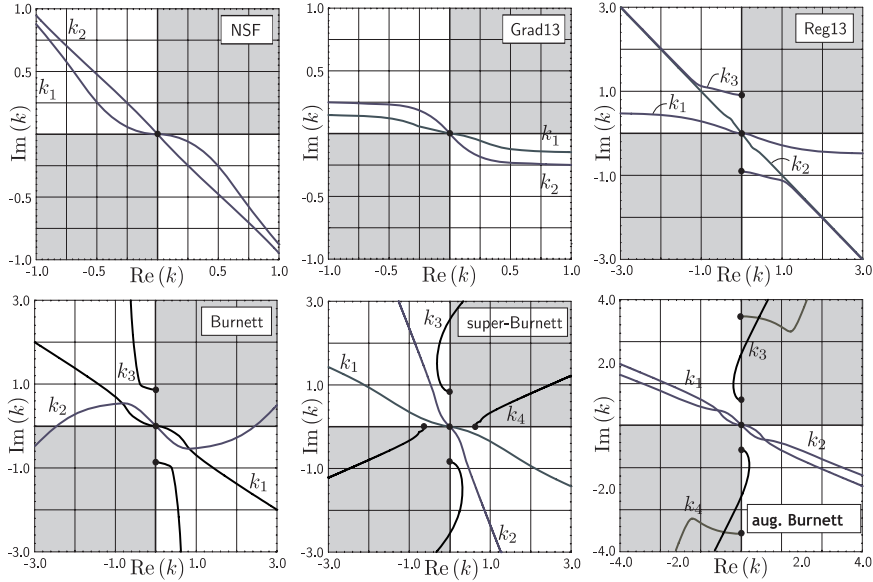 NSF
Grad13
Reg13
1.0
0.5
-0.5
-1.0
Im (k)
k₂
k₁
-1.0
-0.5
0.5
1.0
Re (k)
1.0
0.5
-0.5
-1.0
Im (k)
k₁
k₂
-1.0
-0.5
0.5
1.0
Re (k)
3.0
1.0
-1.0
-3.0
Im (k)
k₃
k₁
k₂
-3.0
-1.0
1.0
3.0
Re (k)
Burnett
super-Burnett
aug. Burnett
3.0
1.0
-1.0
-3.0
Im (k)
k₃
k₂
k₁
-3.0
-1.0
1.0
3.0
Re (k)
3.0
1.0
-1.0
-3.0
Im (k)
k₃
k₁
k₄
k₂
-3.0
-1.0
1.0
3.0
Re (k)
4.0
2.0
-2.0
-4.0
Im (k)
k₃
k₁
k₂
k₄
-4.0
-2.0
2.0
4.0
Re (k)